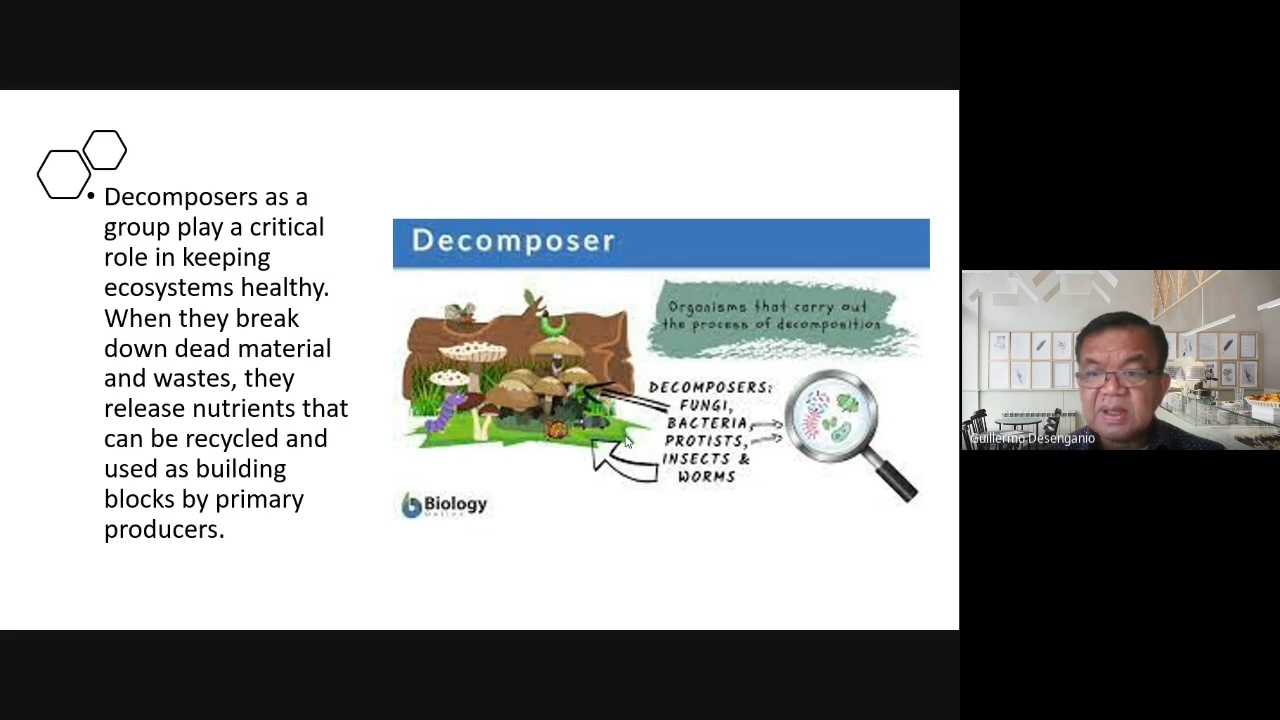 • Decomposers as a
group play a critical
role in keeping
ecosystems healthy.
When they break
down dead material
and wastes, they
release nutrients that
can be recycled and
used as building
blocks by primary
producers.
Decomposer
Organisms that carry out
the process of decomposition
DECOMPOSERS:
FUNGI,
BACTERIA,
PROTISTS,
INSECTS &
WORMS
Biology
Online
Guillermo Desenganio